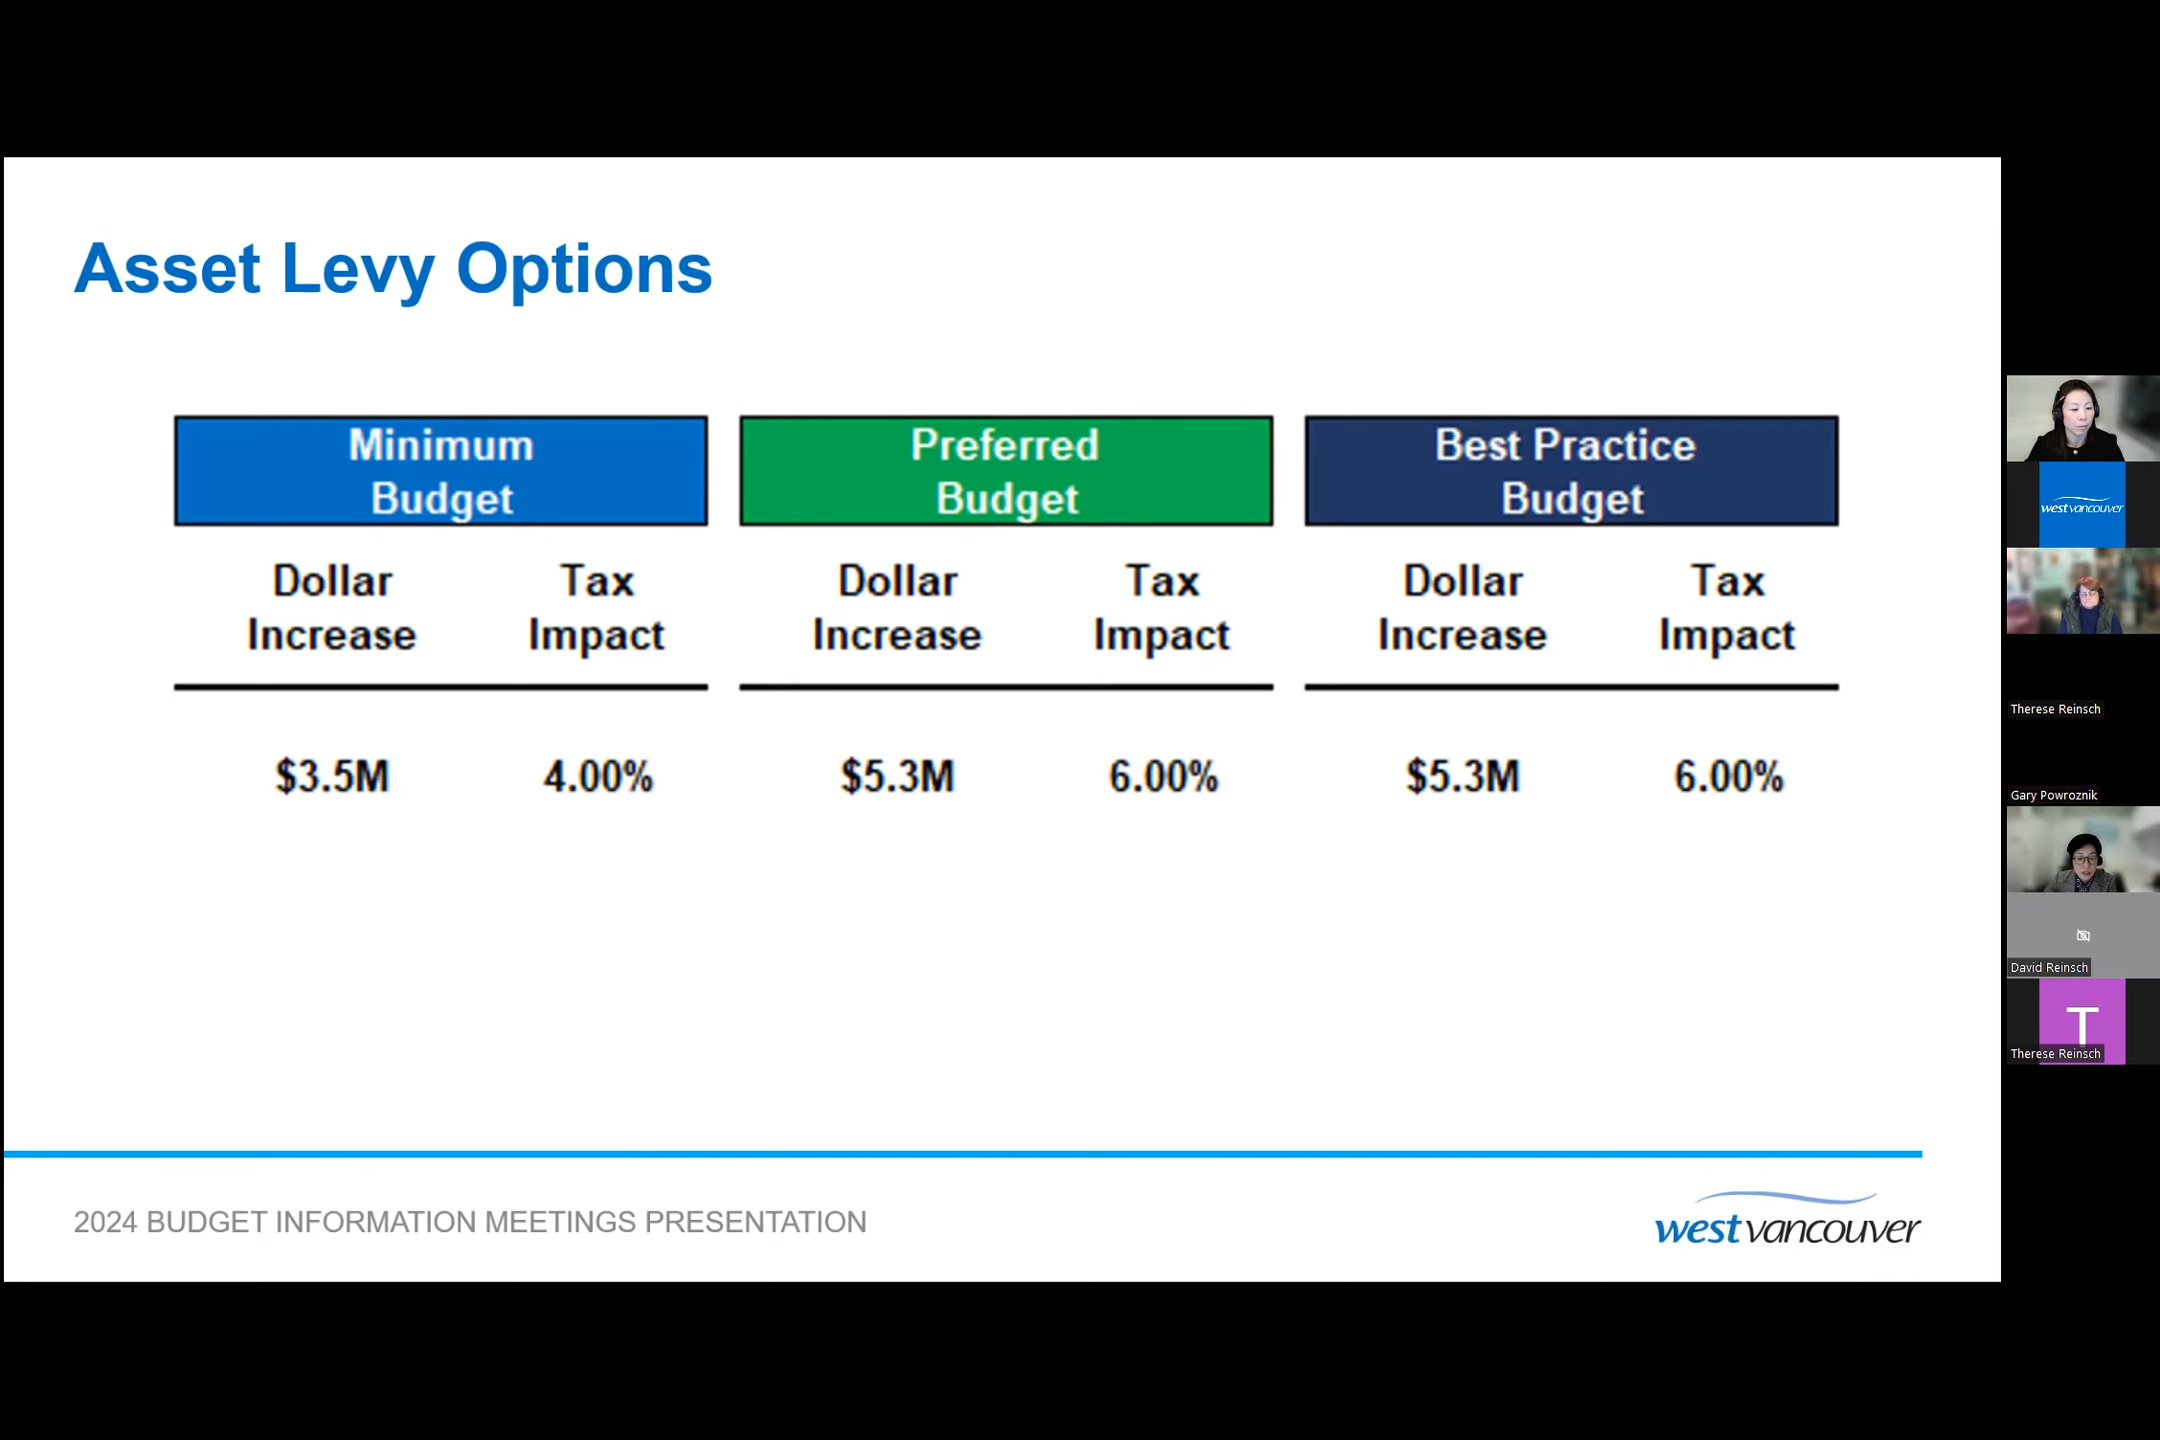 Asset Levy Options
Minimum
Budget
Preferred
Budget
Best Practice
Budget
Dollar
Increase
Tax
Impact
Dollar
Increase
Tax
Impact
Dollar
Increase
Tax
Impact
$3.5M
4.00%
$5.3M
6.00%
$5.3M
6.00%
2024 BUDGET INFORMATION MEETINGS PRESENTATION
westvancouver
westvancouver
Therese Reinsch
Gary Powroznik
David Reinsch
T
Therese Reinsch